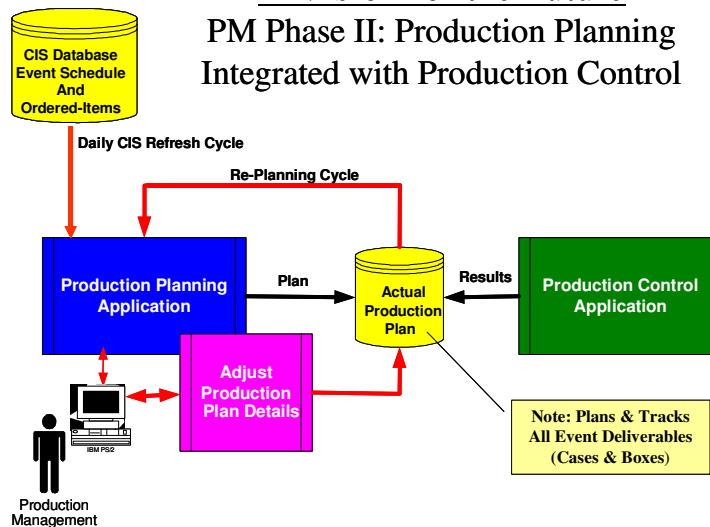 PM Phase II: Production Planning
Integrated with Production Control
CIS Database
Event Schedule
And
Ordered-Items
Daily CIS Refresh Cycle
Re-Planning Cycle
Production Planning
Application
Plan
Actual
Production
Plan
Results
Production Control
Application
Adjust
Production
Plan Details
IBM PS/2
Note: Plans & Tracks
All Event Deliverables
(Cases & Boxes)
Production
Management